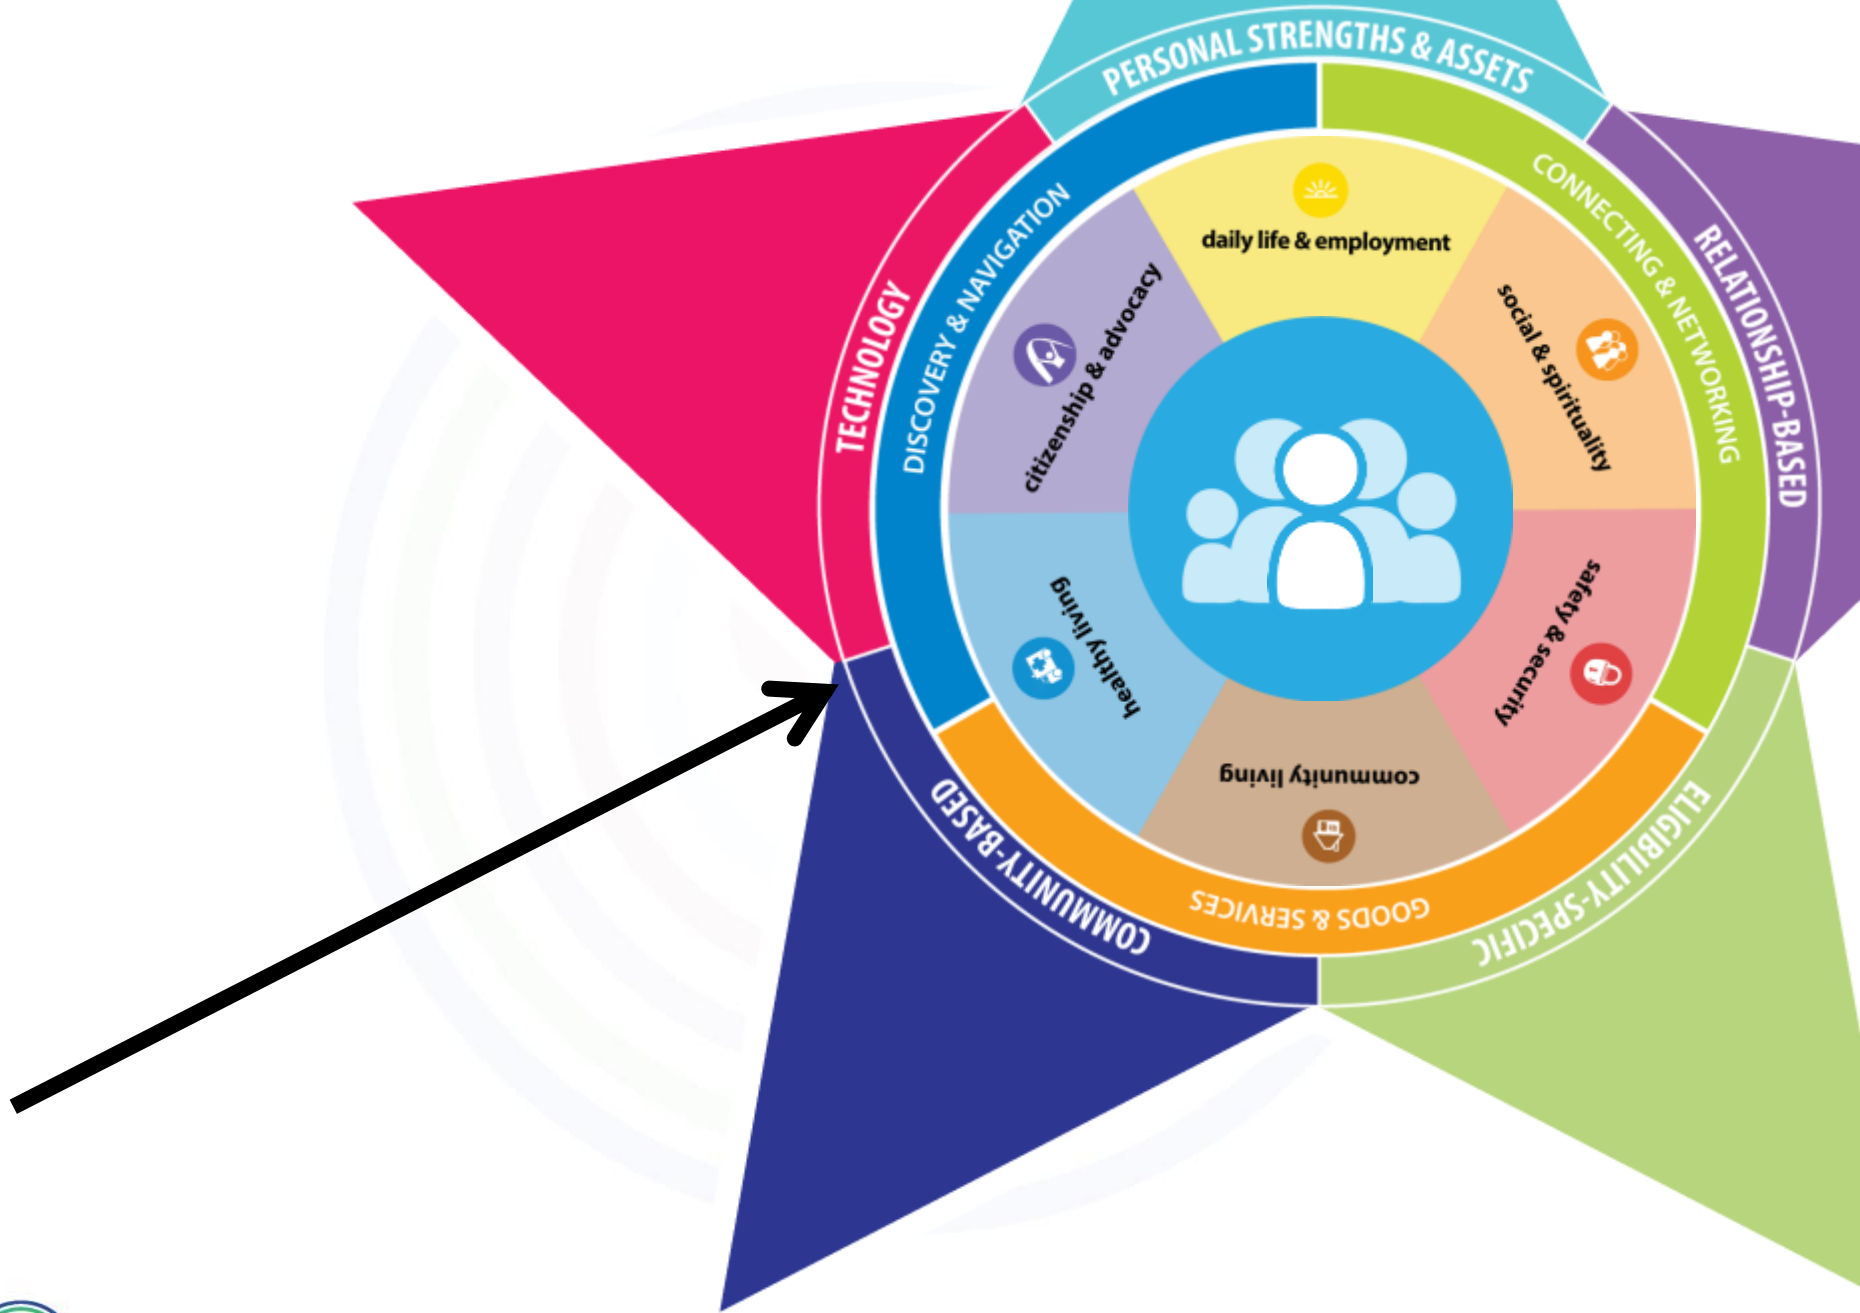 PERSONAL STRENGTHS & ASSETS
TECHNOLOGY
RELATIONSHIP-BASED
COMMUNITY-BASED
ELIGIBILITY-SPECIFIC
DISCOVERY & NAVIGATION
CONNECTING & NETWORKING
GOODS & SERVICES
daily life & employment
citizenship & advocacy
social & spirituality
healthy living
safety & security
community living